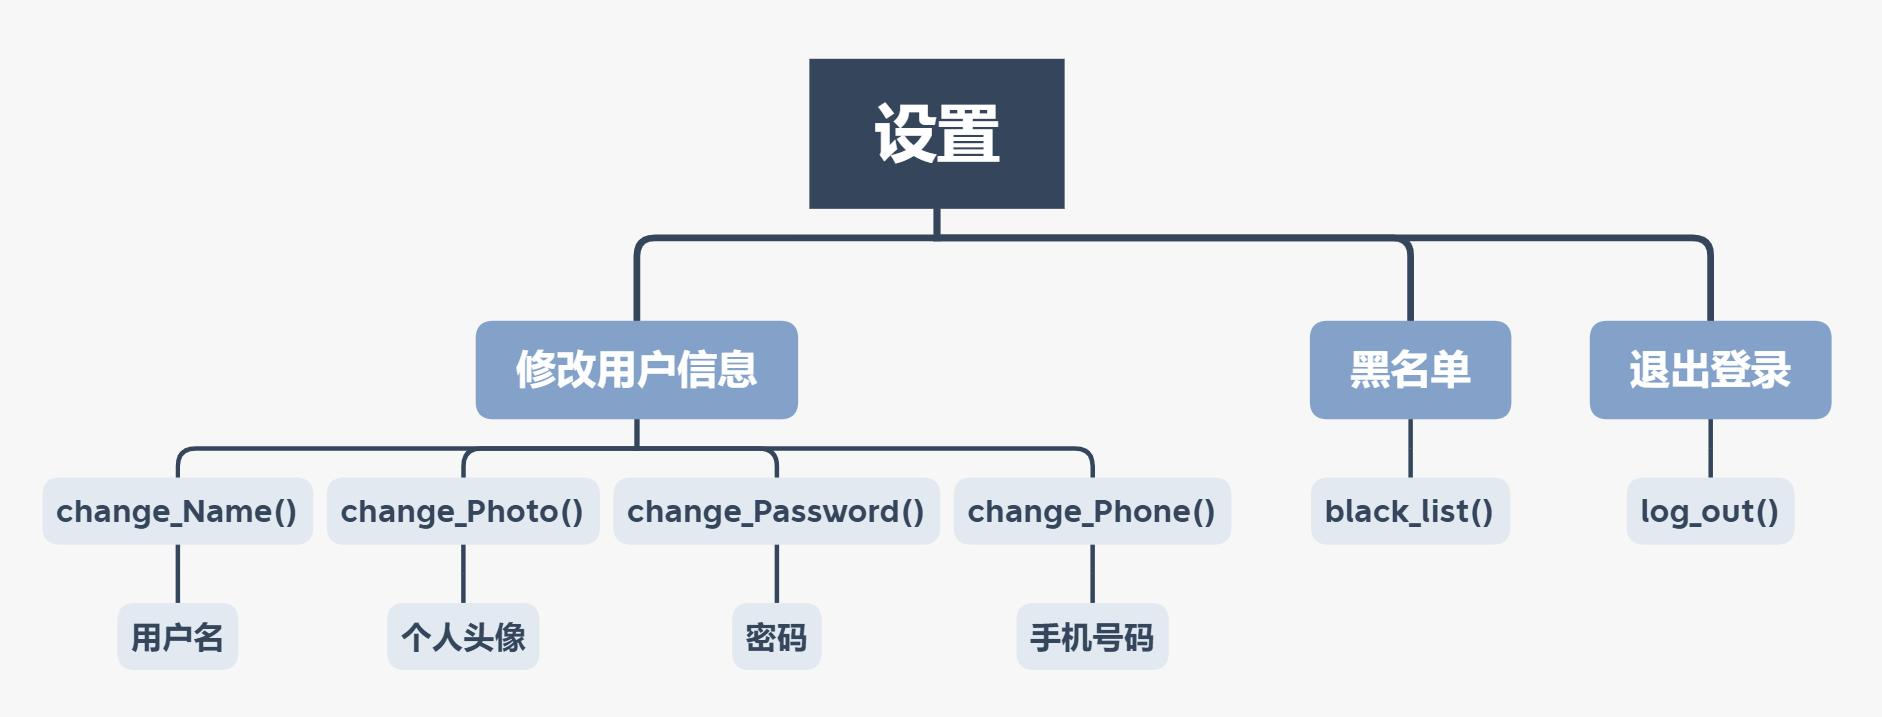 设置
修改用户信息
黑名单
退出登录
change_Name()
change_Photo()
change_Password()
change_Phone()
black_list()
log_out()
用户名
个人头像
密码
手机号码